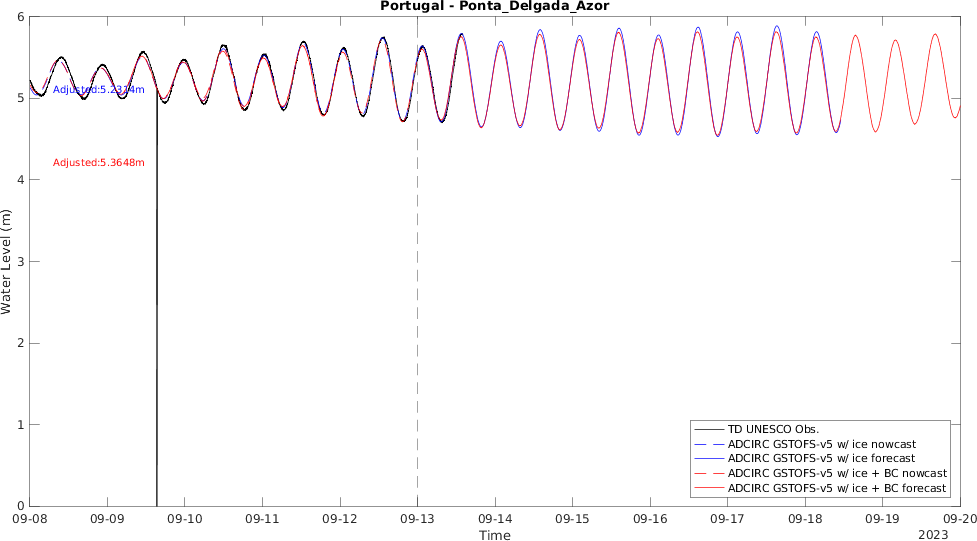 Portugal - Ponta_Delgada_Azor
6
5
4
3
2
1
0
Water Level (m)
Adjusted:5.2314m
Adjusted:5.3648m
TD UNESCO Obs.
ADCIRC GSTOFS-v5 w/ ice nowcast
ADCIRC GSTOFS-v5 w/ ice forecast
ADCIRC GSTOFS-v5 w/ ice + BC nowcast
ADCIRC GSTOFS-v5 w/ ice + BC forecast
09-08 09-09 09-10 09-11 09-12 09-13 09-14 09-15 09-16 09-17 09-18 09-19 09-20
Time
2023